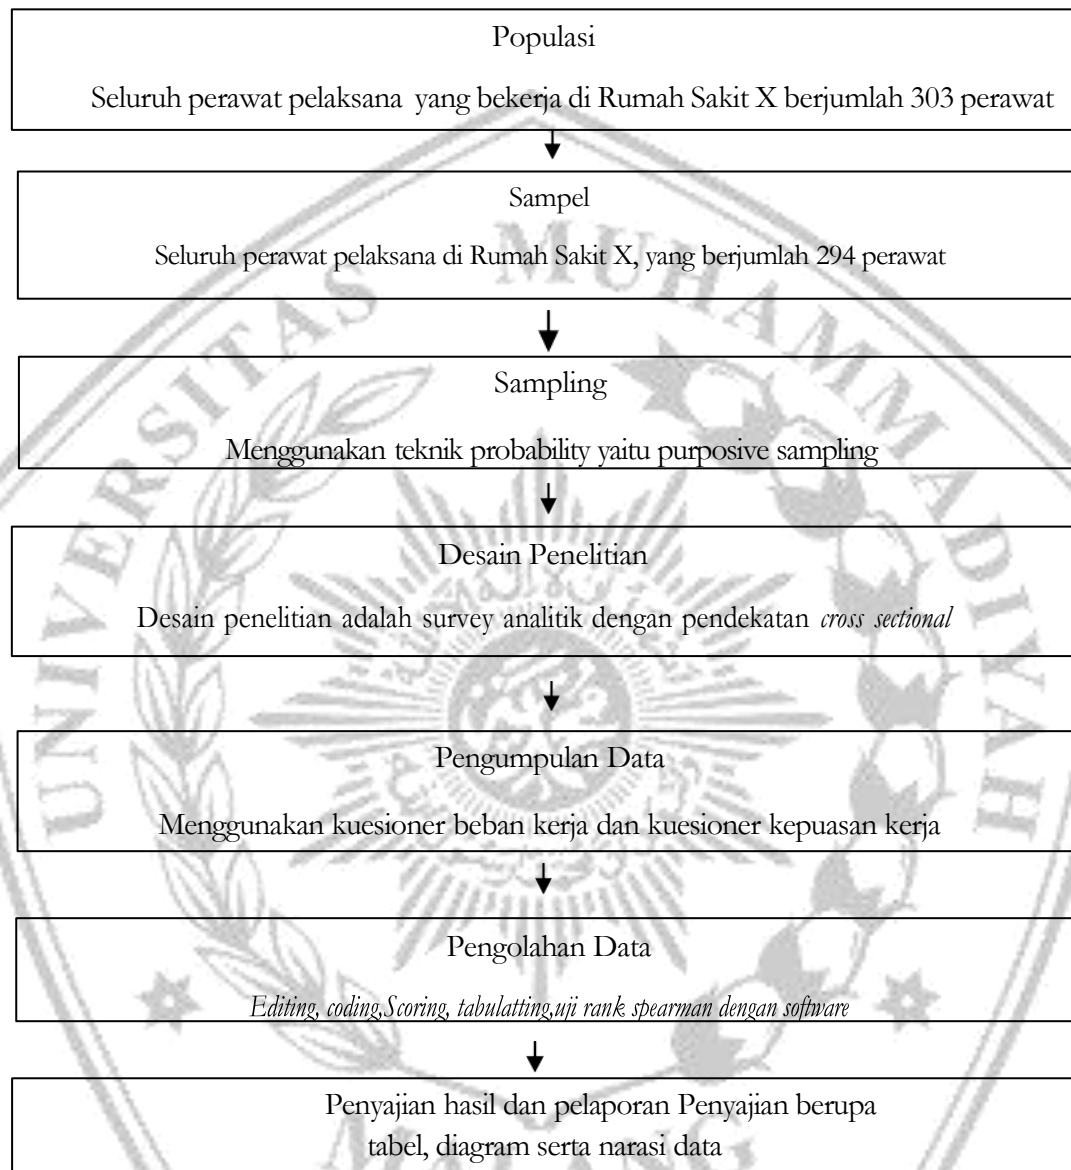 Populasi
Seluruh perawat pelaksana yang bekerja di Rumah Sakit X berjumlah 303 perawat
Sampel
Seluruh perawat pelaksana di Rumah Sakit X, yang berjumlah 294 perawat
Sampling
Menggunakan teknik probability yaitu purposive sampling
Desain Penelitian
Desain penelitian adalah survey analitik dengan pendekatan cross sectional
Pengumpulan Data
Menggunakan kuesioner beban kerja dan kuesioner kepuasan kerja
Pengolahan Data
Editing, coding,Scoring, tabulatting,uji rank spearman dengan software
Penyajian hasil dan pelaporan Penyajian berupa
tabel, diagram serta narasi data
UNIVERSITAS MUHAMMADIYAH
MALANG